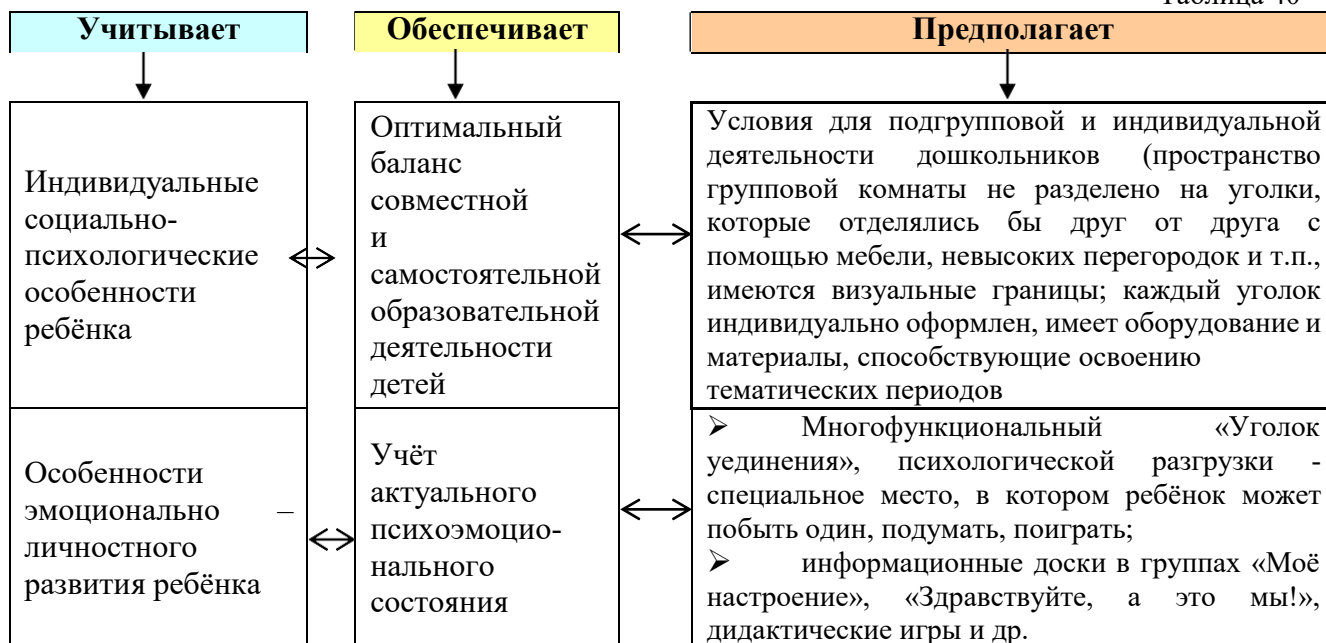 Таблица 40
Учитывает
Обеспечивает
Предполагает
Индивидуальные
социально-
психологические
особенности
ребёнка
Оптимальный
баланс
совместной
и
самостоятельной
образовательной
деятельности
детей
Условия для подгрупповой и индивидуальной
деятельности дошкольников (пространство
групповой комнаты не разделено на уголки,
которые отделялись бы друг от друга с
помощью мебели, невысоких перегородок и т.п.,
имеются визуальные границы; каждый уголок
индивидуально оформлен, имеет оборудование и
материалы, способствующие освоению
тематических периодов
Особенности
эмоционально –
личностного
развития ребёнка
Учёт
актуального
психоэмоцио-
нального
состояния
➢ Многофункциональный «Уголок
уединения», психологической разгрузки -
специальное место, в котором ребёнок может
побыть один, подумать, поиграть;
➢ информационные доски в группах «Моё
настроение», «Здравствуйте, а это мы!»,
дидактические игры и др.